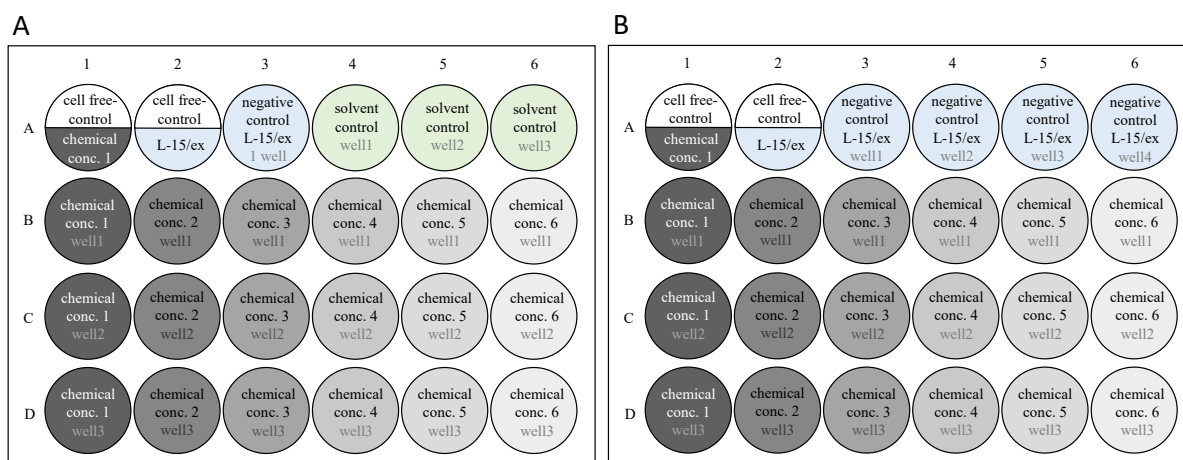 A
1 2 3 4 5 6
A
cell free-
control
chemical
conc. 1
cell free-
control
L-15/ex
negative
control
L-15/ex
1 well
solvent
control
well1
solvent
control
well2
solvent
control
well3
B
chemical
conc. 1
well1
chemical
conc. 2
well1
chemical
conc. 3
well1
chemical
conc. 4
well1
chemical
conc. 5
well1
chemical
conc. 6
well1
C
chemical
conc. 1
well2
chemical
conc. 2
well2
chemical
conc. 3
well2
chemical
conc. 4
well2
chemical
conc. 5
well2
chemical
conc. 6
well2
D
chemical
conc. 1
well3
chemical
conc. 2
well3
chemical
conc. 3
well3
chemical
conc. 4
well3
chemical
conc. 5
well3
chemical
conc. 6
well3
B
1 2 3 4 5 6
A
cell free-
control
chemical
conc. 1
cell free-
control
L-15/ex
negative
control
L-15/ex
well1
negative
control
L-15/ex
well2
negative
control
L-15/ex
well3
negative
control
L-15/ex
well4
B
chemical
conc. 1
well1
chemical
conc. 2
well1
chemical
conc. 3
well1
chemical
conc. 4
well1
chemical
conc. 5
well1
chemical
conc. 6
well1
C
chemical
conc. 1
well2
chemical
conc. 2
well2
chemical
conc. 3
well2
chemical
conc. 4
well2
chemical
conc. 5
well2
chemical
conc. 6
well2
D
chemical
conc. 1
well3
chemical
conc. 2
well3
chemical
conc. 3
well3
chemical
conc. 4
well3
chemical
conc. 5
well3
chemical
conc. 6
well3